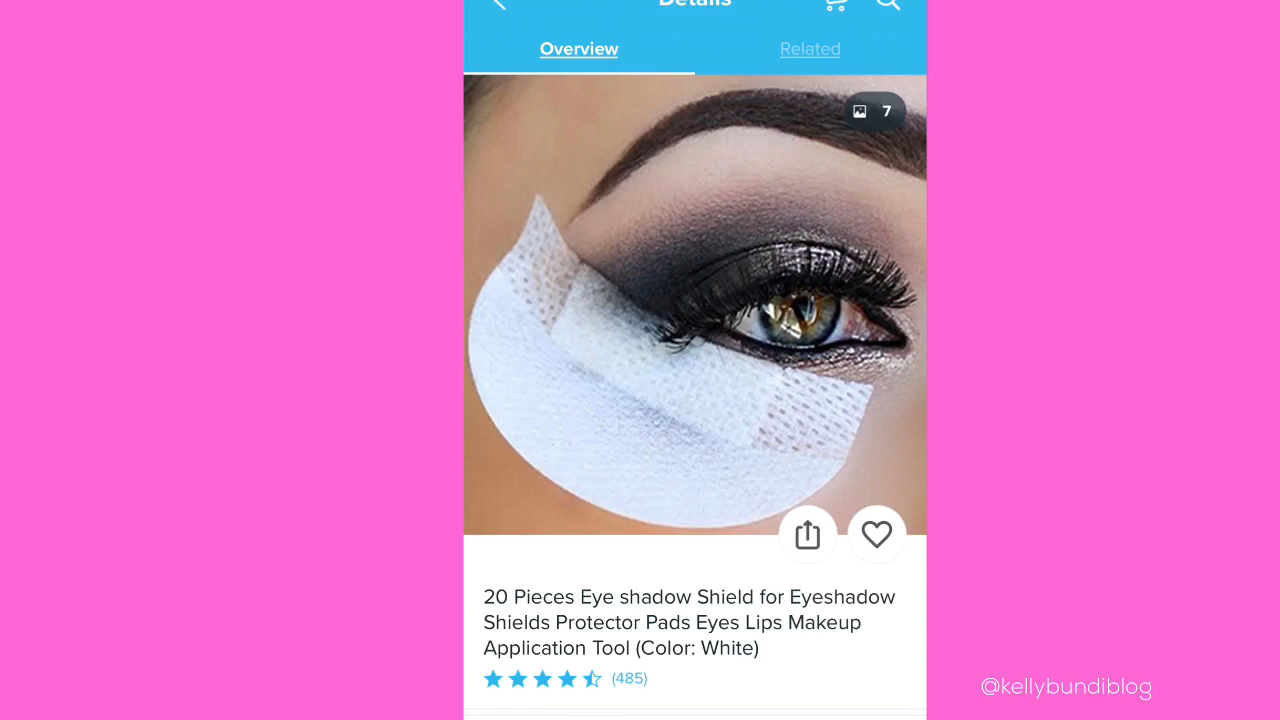 Details
Overview
Related
7
20 Pieces Eye shadow Shield for Eyeshadow
Shields Protector Pads Eyes Lips Makeup
Application Tool (Color: White)
(485)
@kellybundiblog